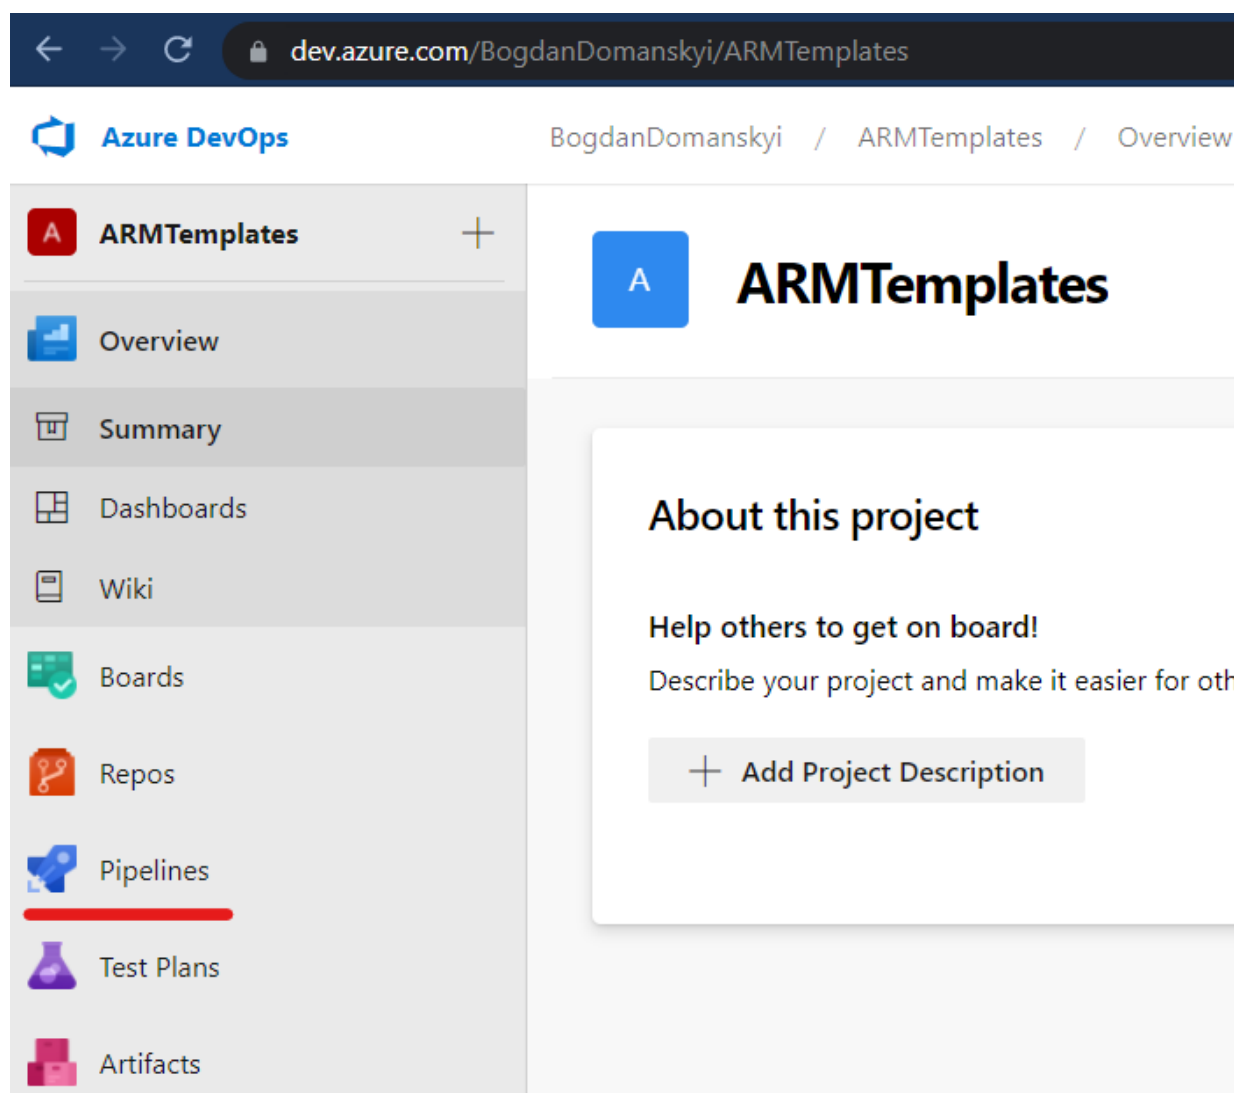 dev.azure.com/BogdanDomanskyi/ARMTemplates
Azure DevOps
BogdanDomanskyi / ARMTemplates / Overview
A ARMTemplates +
Overview
Summary
Dashboards
Wiki
Boards
Repos
Pipelines
Test Plans
Artifacts
A ARMTemplates
About this project
Help others to get on board!
Describe your project and make it easier for oth
+ Add Project Description